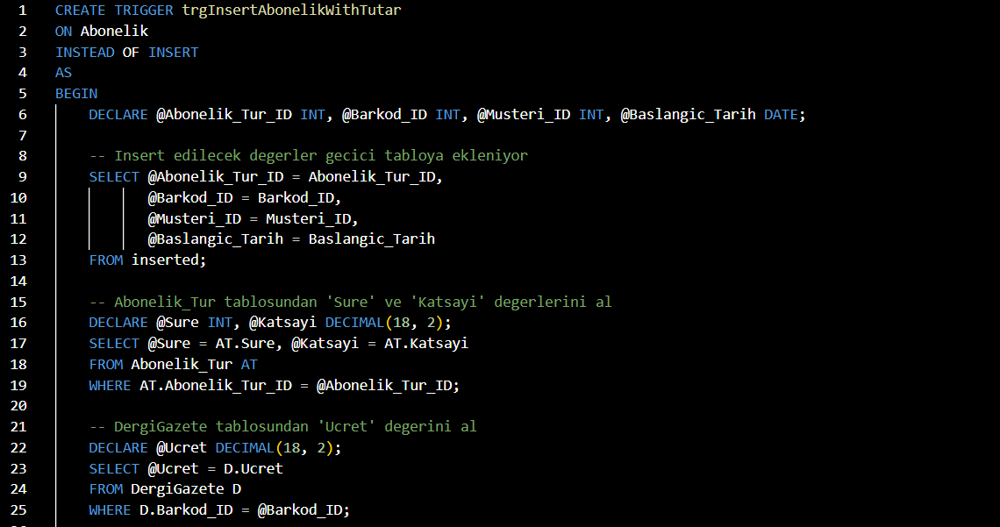 1 CREATE TRIGGER trgInsertAbonelikWithTutar
2 ON Abonelik
3 INSTEAD OF INSERT
4 AS
5 BEGIN
6 DECLARE @Abonelik_Tur_ID INT, @Barkod_ID INT, @Musteri_ID INT, @Baslangic_Tarih DATE;
7
8 -- Insert edilecek degerler gecici tabloya ekleniyor
9 SELECT @Abonelik_Tur_ID = Abonelik_Tur_ID,
10 @Barkod_ID = Barkod_ID,
11 @Musteri_ID = Musteri_ID,
12 @Baslangic_Tarih = Baslangic_Tarih
13 FROM inserted;
14
15 -- Abonelik_Tur tablosundan 'Sure' ve 'Katsayi' degerlerini al
16 DECLARE @Sure INT, @Katsayi DECIMAL(18, 2);
17 SELECT @Sure = AT.Sure, @Katsayi = AT.Katsayi
18 FROM Abonelik_Tur AT
19 WHERE AT.Abonelik_Tur_ID = @Abonelik_Tur_ID;
20
21 -- DergiGazete tablosundan 'Ucret' degerini al
22 DECLARE @Ucret DECIMAL(18, 2);
23 SELECT @Ucret = D.Ucret
24 FROM DergiGazete D
25 WHERE D.Barkod_ID = @Barkod_ID;